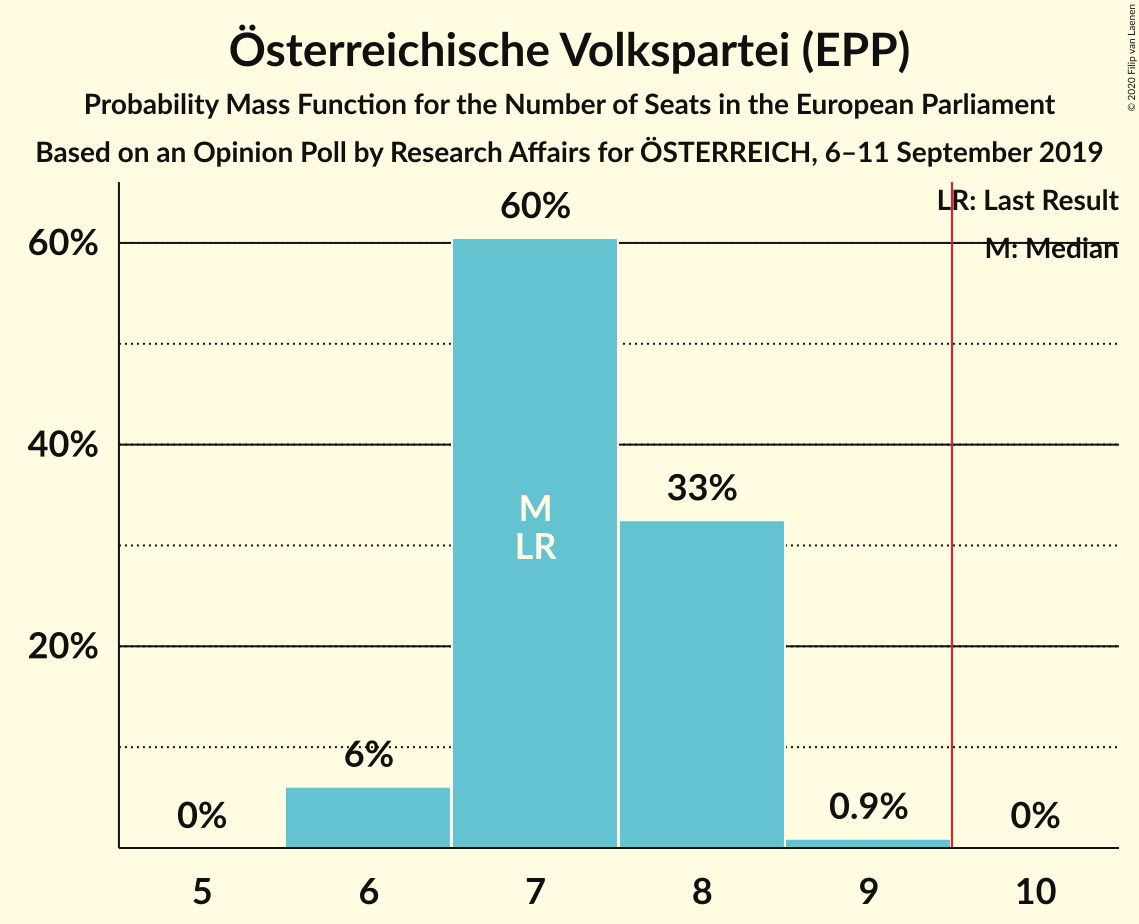 Österreichische Volkspartei (EPP)
Probability Mass Function for the Number of Seats in the European Parliament
Based on an Opinion Poll by Research Affairs for ÖSTERREICH, 6–11 September 2019
© 2020 Filip van Laenen
LR: Last Result
M: Median
60%
40%
20%
0%
6%
60%
M
LR
33%
0.9%
0%
5
6
7
8
9
10